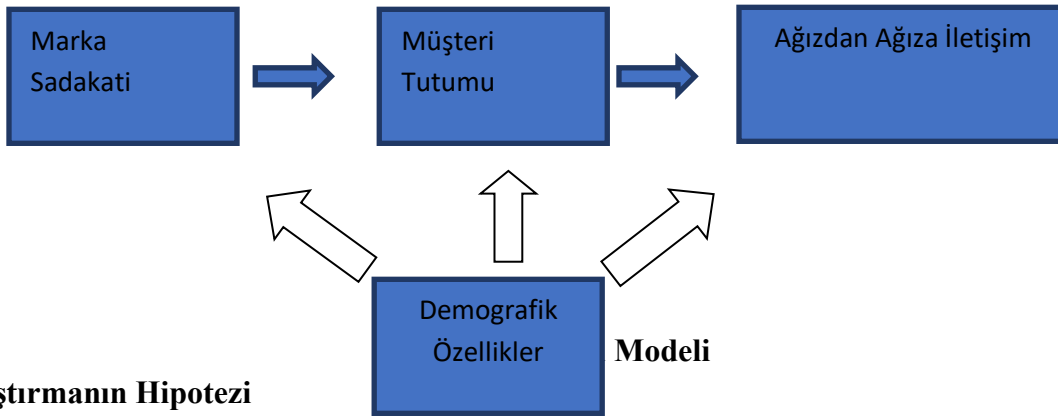 Marka
Sadakati
Müşteri
Tutumu
Ağızdan Ağıza İletişim
Demografik
Özellikler
Modeli
ştırmanın Hipotezi